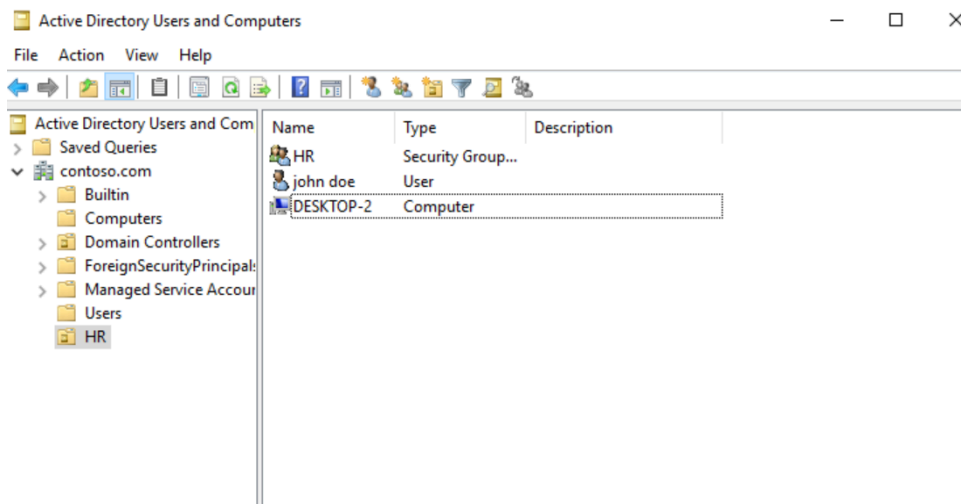 Active Directory Users and Computers
File Action View Help
Active Directory Users and Com
Saved Queries
contoso.com
Builtin
Computers
Domain Controllers
ForeignSecurityPrincipals
Managed Service Accour
Users
HR
Name Type Description
HR Security Group...
john doe User
DESKTOP-2 Computer